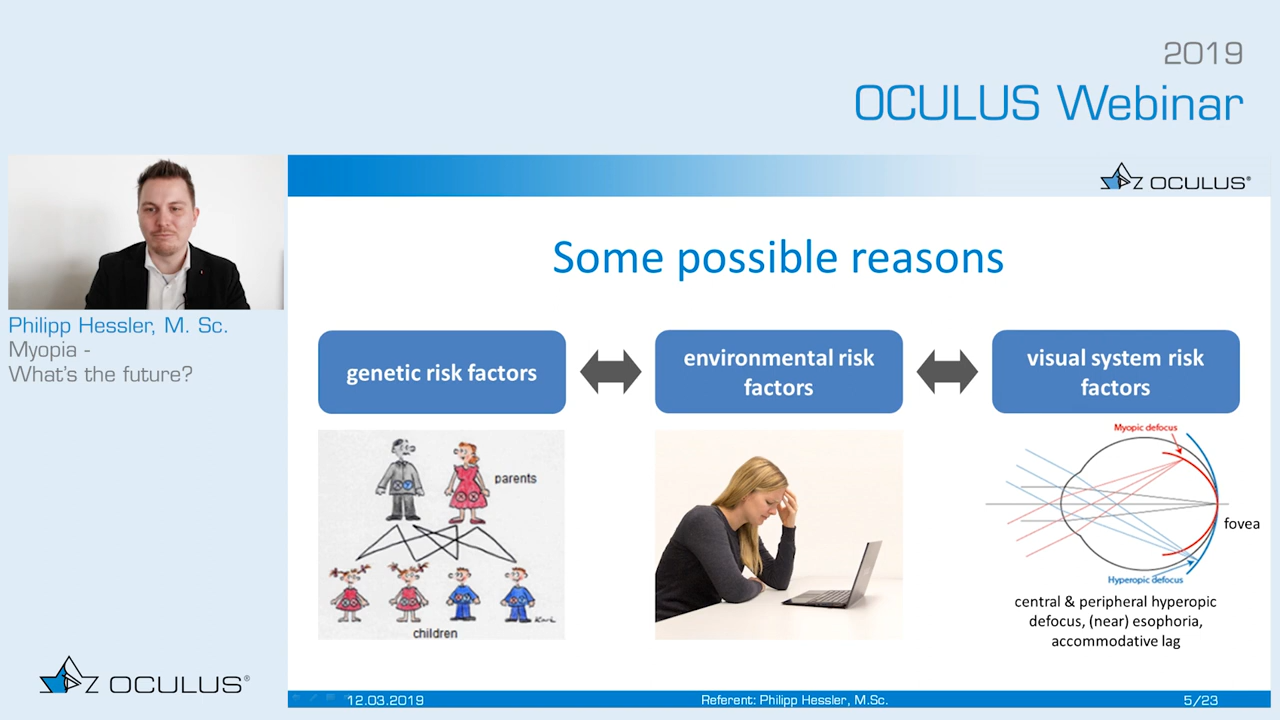 2019
OCULUS Webinar
OCULUS®
Philipp Hessler, M. Sc.
Myopia -
What's the future?
Some possible reasons
genetic risk factors
environmental risk
factors
visual system risk
factors
parents
children
Myopic defocus
fovea
Hyperopic defocus
central & peripheral hyperopic
defocus, (near) esophoria,
accommodative lag
OCULUS®
12.03.2019
Referent: Philipp Hessler, M.Sc.
5/23